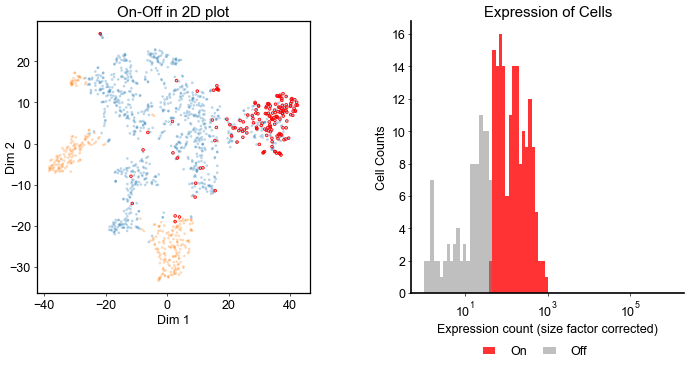 On-Off in 2D plot
20
10
0
−10
−20
−30
−40
−20
0
20
40
Dim 2
Dim 1
Expression of Cells
16
14
12
10
8
6
4
2
0
10^1
10^3
10^5
Cell Counts
Expression count (size factor corrected)
On
Off